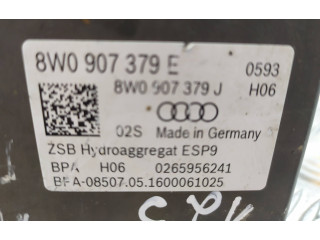 8W0 907 379 E 0593
8W0 907 379 J H06
02S Made in Germany
ZSB Hydroaggregat ESP9
BPA H06 0265956241
BFA-08507.05.1600061025